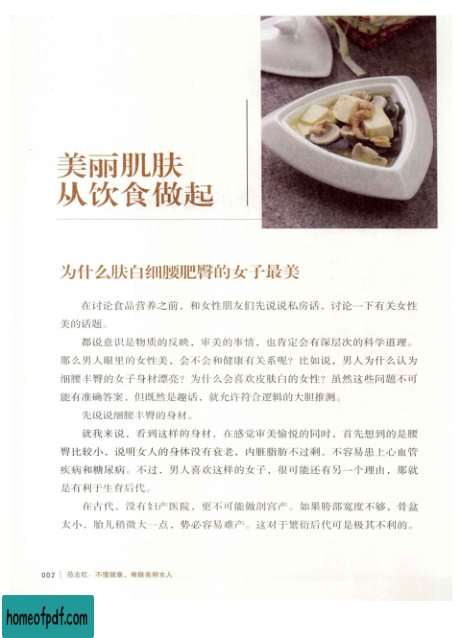 美丽肌肤
从饮食做起
为什么肤白细腰肥臀的女子最美
在讨论食品营养之前，和女性朋友们先说说私房话，讨论一下有关女性
美的话题。
都说意识是物质的反映，审美的事情，也肯定会有深层次的科学道理。
那么男人眼里的女性美，会不会和健康有关系呢？比如说，男人为什么认为
细腰丰臀的女子身材漂亮？为什么会喜欢皮肤白的女性？虽然这些问题不可
能有准确答案，但既然是趣话，就允许符合逻辑的大胆推测。
先说说细腰丰臀的身材。
就我来说，看到这样的身材，在感觉审美愉悦的同时，首先想到的是腰
臀比较小，说明女人的身体没有衰老，内脏脂肪不过剩，不容易患上心血管
疾病和糖尿病。不过，男人喜欢这样的女子，很可能还有另一个理由，那就
是有利于生育后代。
在古代，没有妇产医院，更不可能做剖宫产。如果胯部宽度不够，骨盆
太小，胎儿稍微大一点，势必容易难产。这对于繁衍后代可是极其不利的。
002 | 范志红：不懂健康，难做美丽女人
homeofpdf.com